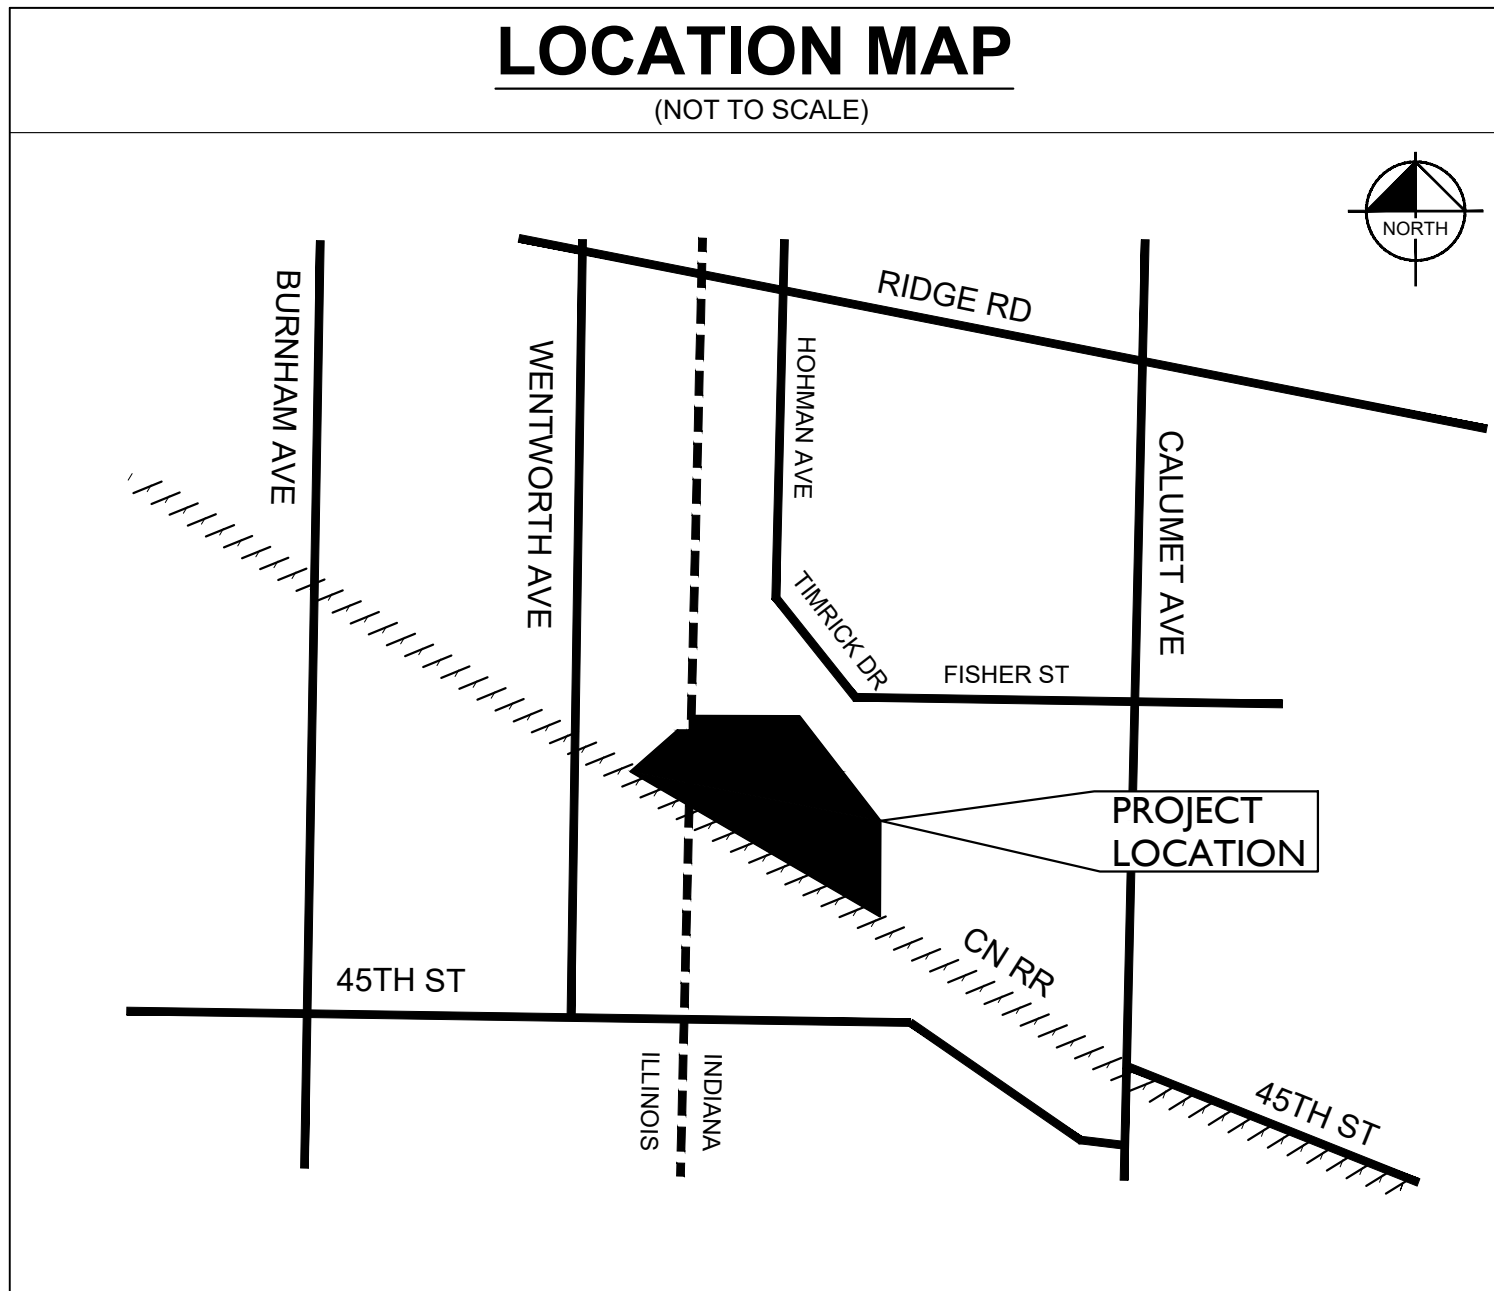 LOCATION MAP
(NOT TO SCALE)
NORTH
RIDGE RD
BURNHAM AVE
WENTWORTH AVE
HOHMAN AVE
CALUMET AVE
TIMRICK DR
FISHER ST
PROJECT
LOCATION
CN RR
45TH ST
ILLINOIS
INDIANA
45TH ST